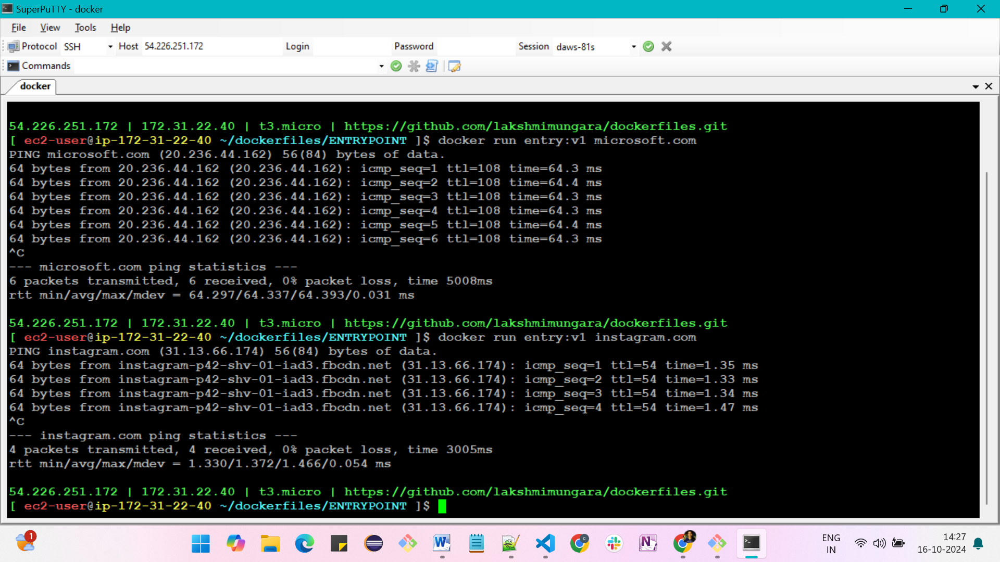 SuperPuTTY - docker
File View Tools Help
Protocol SSH Host 54.226.251.172 Login Password Session daws-81s
Commands
docker
54.226.251.172 | 172.31.22.40 | t3.micro | https://github.com/lakshmimungara/dockerfiles.git
[ ec2-user@ip-172-31-22-40 ~/dockerfiles/ENTRYPOINT ]$ docker run entry:v1 microsoft.com
PING microsoft.com (20.236.44.162) 56(84) bytes of data.
64 bytes from 20.236.44.162 (20.236.44.162): icmp_seq=1 ttl=108 time=64.3 ms
64 bytes from 20.236.44.162 (20.236.44.162): icmp_seq=2 ttl=108 time=64.4 ms
64 bytes from 20.236.44.162 (20.236.44.162): icmp_seq=3 ttl=108 time=64.3 ms
64 bytes from 20.236.44.162 (20.236.44.162): icmp_seq=4 ttl=108 time=64.3 ms
64 bytes from 20.236.44.162 (20.236.44.162): icmp_seq=5 ttl=108 time=64.4 ms
64 bytes from 20.236.44.162 (20.236.44.162): icmp_seq=6 ttl=108 time=64.3 ms
^C
--- microsoft.com ping statistics ---
6 packets transmitted, 6 received, 0% packet loss, time 5008ms
rtt min/avg/max/mdev = 64.297/64.337/64.393/0.031 ms
54.226.251.172 | 172.31.22.40 | t3.micro | https://github.com/lakshmimungara/dockerfiles.git
[ ec2-user@ip-172-31-22-40 ~/dockerfiles/ENTRYPOINT ]$ docker run entry:v1 instagram.com
PING instagram.com (31.13.66.174) 56(84) bytes of data.
64 bytes from instagram-p42-shv-01-iad3.fbcdn.net (31.13.66.174): icmp_seq=1 ttl=54 time=1.35 ms
64 bytes from instagram-p42-shv-01-iad3.fbcdn.net (31.13.66.174): icmp_seq=2 ttl=54 time=1.33 ms
64 bytes from instagram-p42-shv-01-iad3.fbcdn.net (31.13.66.174): icmp_seq=3 ttl=54 time=1.34 ms
64 bytes from instagram-p42-shv-01-iad3.fbcdn.net (31.13.66.174): icmp_seq=4 ttl=54 time=1.47 ms
^C
--- instagram.com ping statistics ---
4 packets transmitted, 4 received, 0% packet loss, time 3005ms
rtt min/avg/max/mdev = 1.330/1.372/1.466/0.054 ms
54.226.251.172 | 172.31.22.40 | t3.micro | https://github.com/lakshmimungara/dockerfiles.git
[ ec2-user@ip-172-31-22-40 ~/dockerfiles/ENTRYPOINT ]$
1
ENG 14:27
IN 16-10-2024